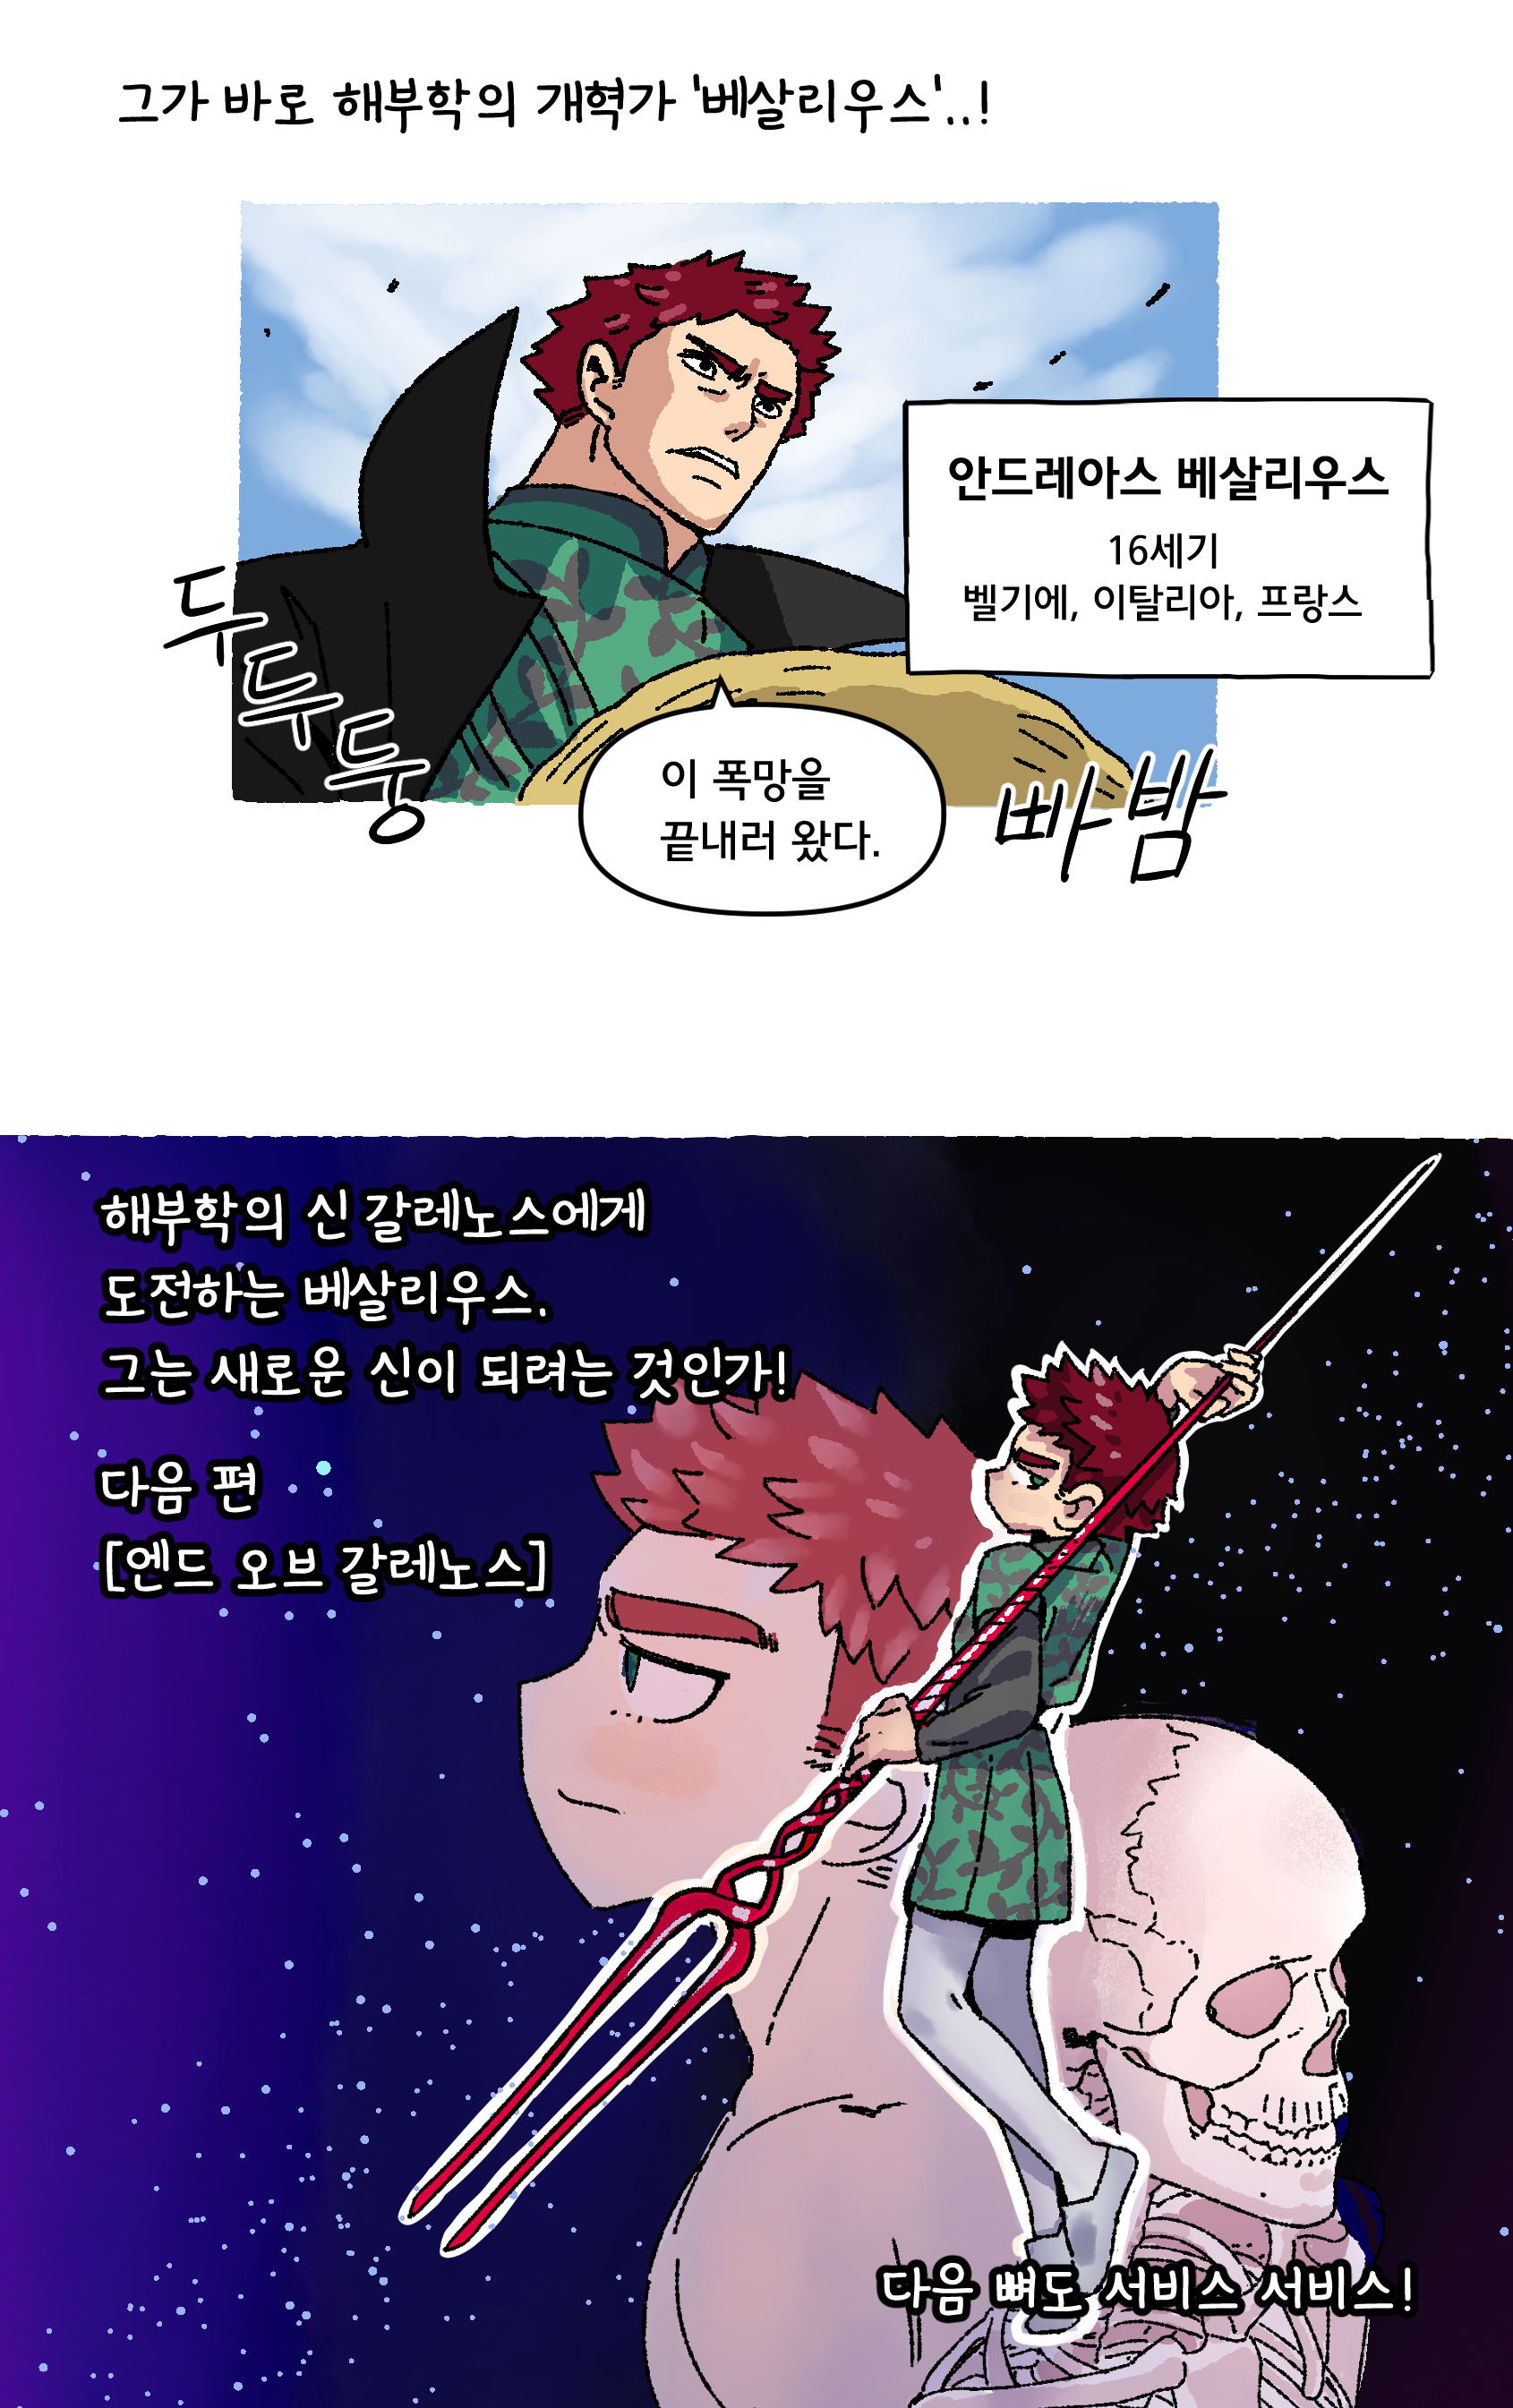 그가 바로 해부학의 개혁가 '베살리우스'..!
안드레아스 베살리우스
16세기
벨기에, 이탈리아, 프랑스
두두둥
이 폭망을
끝내러 왔다.
빠밤
해부학의 신 갈레노스에게
도전하는 베살리우스.
그는 새로운 신이 되려는 것인가!
다음 편
[엔드 오브 갈레노스]
다음 뼈도 서비스 서비스!